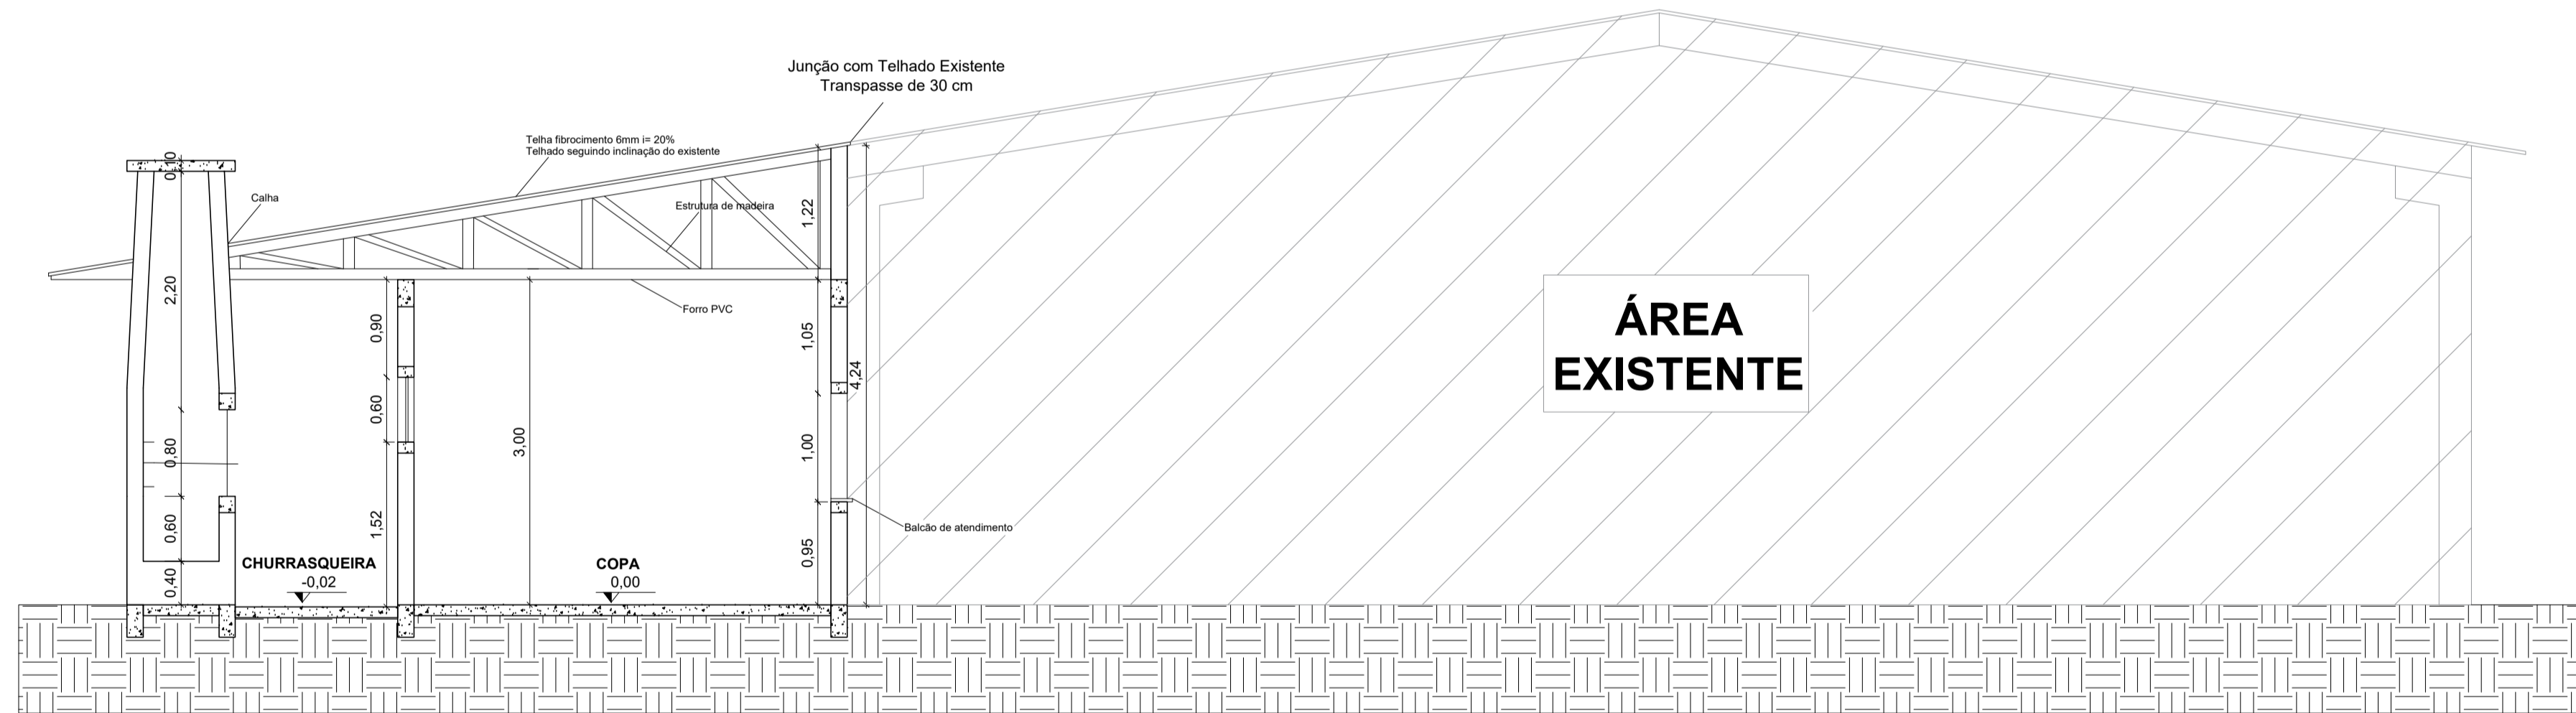 Junção com Telhado Existente
Transpasse de 30 cm
Telha fibrocimento 6mm i= 20%
Telhado seguindo inclinação do existente
0,10
Calha
Estrutura de madeira
1,22
2,20
Forro PVC
0,90
1,05
ÁREA
EXISTENTE
4,24
0,60
3,00
1,00
0,80
1,52
0,60
Balcão de atendimento
0,95
CHURRASQUEIRA
-0,02
COPA
0,00
0,40